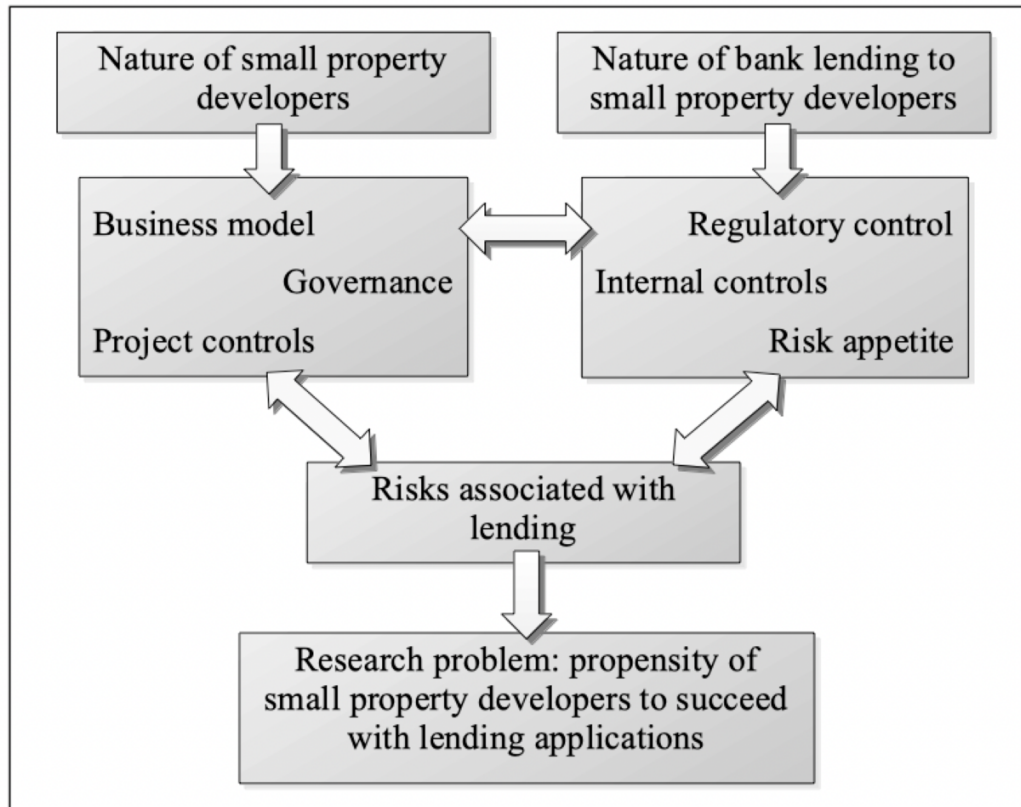 Nature of small property
developers
Nature of bank lending to
small property developers
Business model
Governance
Project controls
Regulatory control
Internal controls
Risk appetite
Risks associated with
lending
Research problem: propensity of
small property developers to succeed
with lending applications